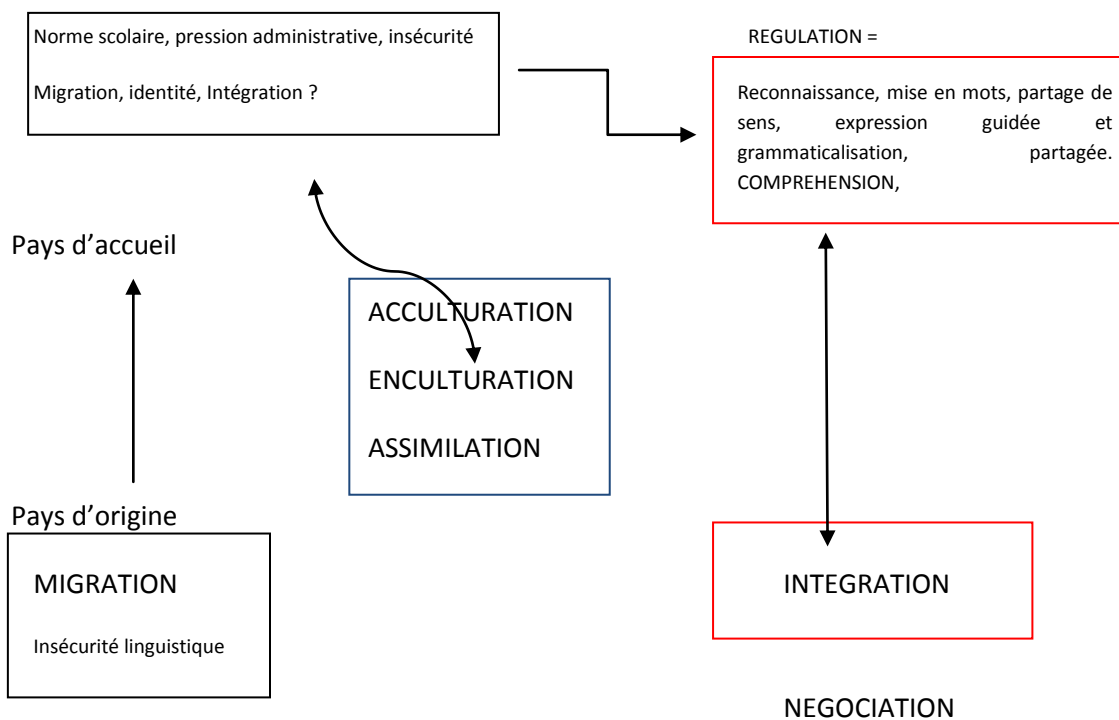 Norme scolaire, pression administrative, insécurité
Migration, identité, Intégration ?
REGULATION =
Reconnaissance, mise en mots, partage de
sens, expression guidée et
grammaticalisation, partagée.
COMPREHENSION,
Pays d’accueil
ACCULTURATION
ENCULTURATION
ASSIMILATION
Pays d’origine
MIGRATION
Insécurité linguistique
INTEGRATION
NEGOCIATION